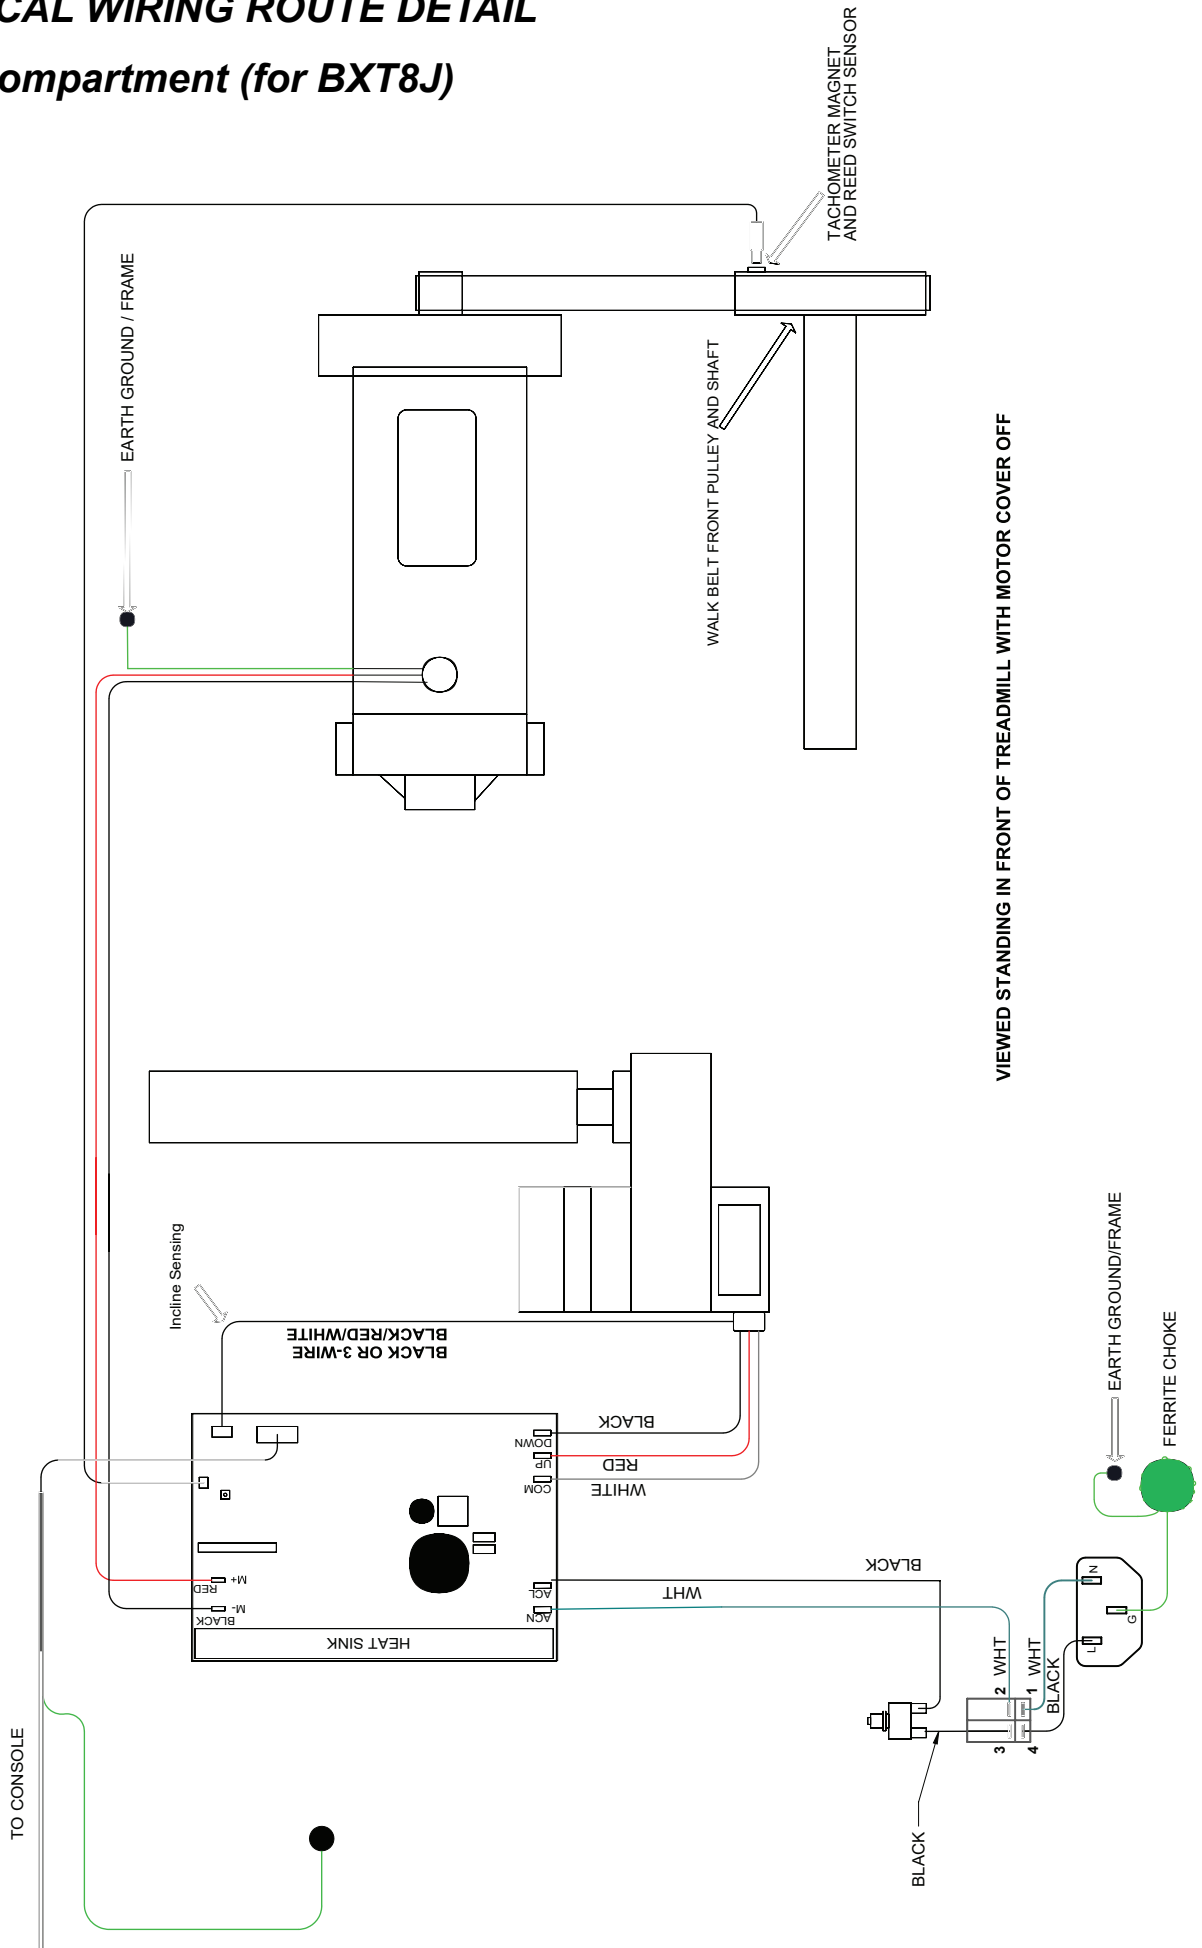 CAL WIRING ROUTE DETAIL
ompartment (for BXT8J)
TACHOMETER MAGNET
AND REED SWITCH SENSOR
EARTH GROUND / FRAME
WALK BELT FRONT PULLEY AND SHAFT
VIEWED STANDING IN FRONT OF TREADMILL WITH MOTOR COVER OFF
Incline Sensing
BLACK OR 3-WIRE
BLACK/RED/WHITE
BLACK
DOWN
UP
RED
COM
WHITE
M+
RED
M-
BLACK
ACL
BLACK
ACN
WHT
HEAT SINK
EARTH GROUND/FRAME
FERRITE CHOKE
N
G
L
2 WHT
1 WHT
BLACK
3
4
BLACK
TO CONSOLE